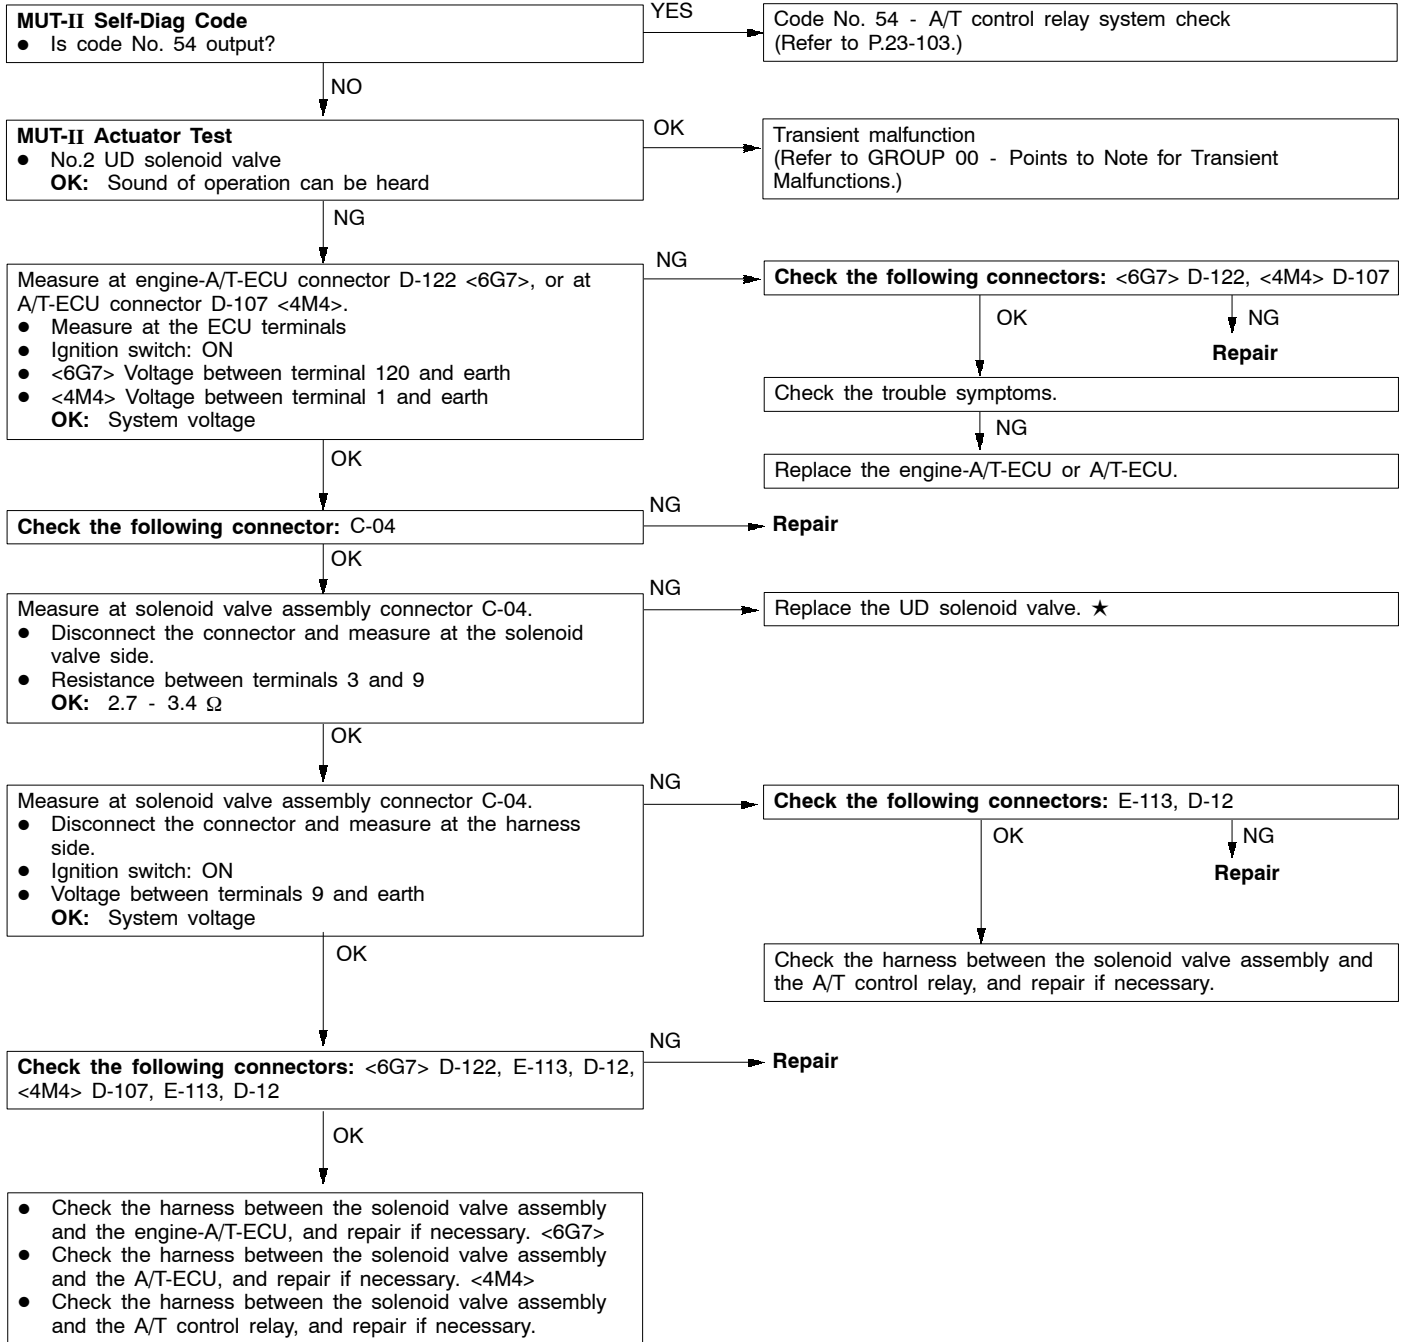 MUT-II Self-Diag Code
● Is code No. 54 output?
YES
Code No. 54 - A/T control relay system check
(Refer to P.23-103.)
NO
MUT-II Actuator Test
● No.2 UD solenoid valve
OK: Sound of operation can be heard
OK
Transient malfunction
(Refer to GROUP 00 - Points to Note for Transient
Malfunctions.)
NG
Measure at engine-A/T-ECU connector D-122 <6G7>, or at
A/T-ECU connector D-107 <4M4>.
● Measure at the ECU terminals
● Ignition switch: ON
● <6G7> Voltage between terminal 120 and earth
● <4M4> Voltage between terminal 1 and earth
OK: System voltage
NG
Check the following connectors: <6G7> D-122, <4M4> D-107
OK
NG
Repair
Check the trouble symptoms.
NG
Replace the engine-A/T-ECU or A/T-ECU.
OK
Check the following connector: C-04
NG
Repair
OK
Measure at solenoid valve assembly connector C-04.
● Disconnect the connector and measure at the solenoid
valve side.
● Resistance between terminals 3 and 9
OK: 2.7 - 3.4 Ω
NG
Replace the UD solenoid valve. ★
OK
Measure at solenoid valve assembly connector C-04.
● Disconnect the connector and measure at the harness
side.
● Ignition switch: ON
● Voltage between terminals 9 and earth
OK: System voltage
NG
Check the following connectors: E-113, D-12
OK
NG
Repair
Check the harness between the solenoid valve assembly and
the A/T control relay, and repair if necessary.
OK
Check the following connectors: <6G7> D-122, E-113, D-12,
<4M4> D-107, E-113, D-12
NG
Repair
OK
● Check the harness between the solenoid valve assembly
and the engine-A/T-ECU, and repair if necessary. <6G7>
● Check the harness between the solenoid valve assembly
and the A/T-ECU, and repair if necessary. <4M4>
● Check the harness between the solenoid valve assembly
and the A/T control relay, and repair if necessary.